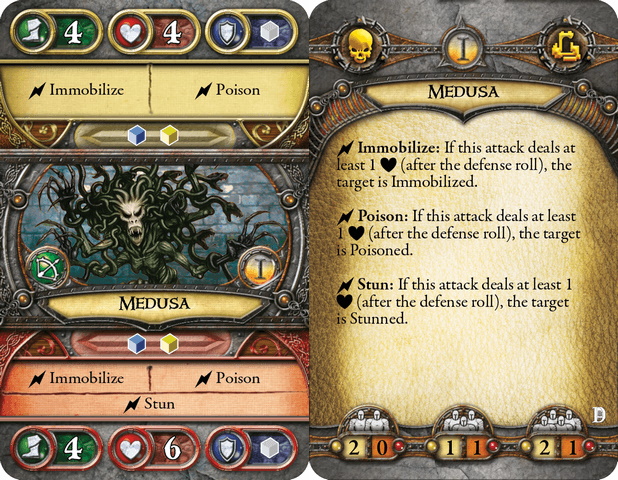 4 4
Immobilize Poison
I
MEDUSA
Immobilize Poison
Stun
4 6
I
MEDUSA
Immobilize: If this attack deals at
least 1 (after the defense roll), the
target is Immobilized.
Poison: If this attack deals at least
1 (after the defense roll), the target
is Poisoned.
Stun: If this attack deals at least 1
(after the defense roll), the target
is Stunned.
D
2 0 1 1 2 1